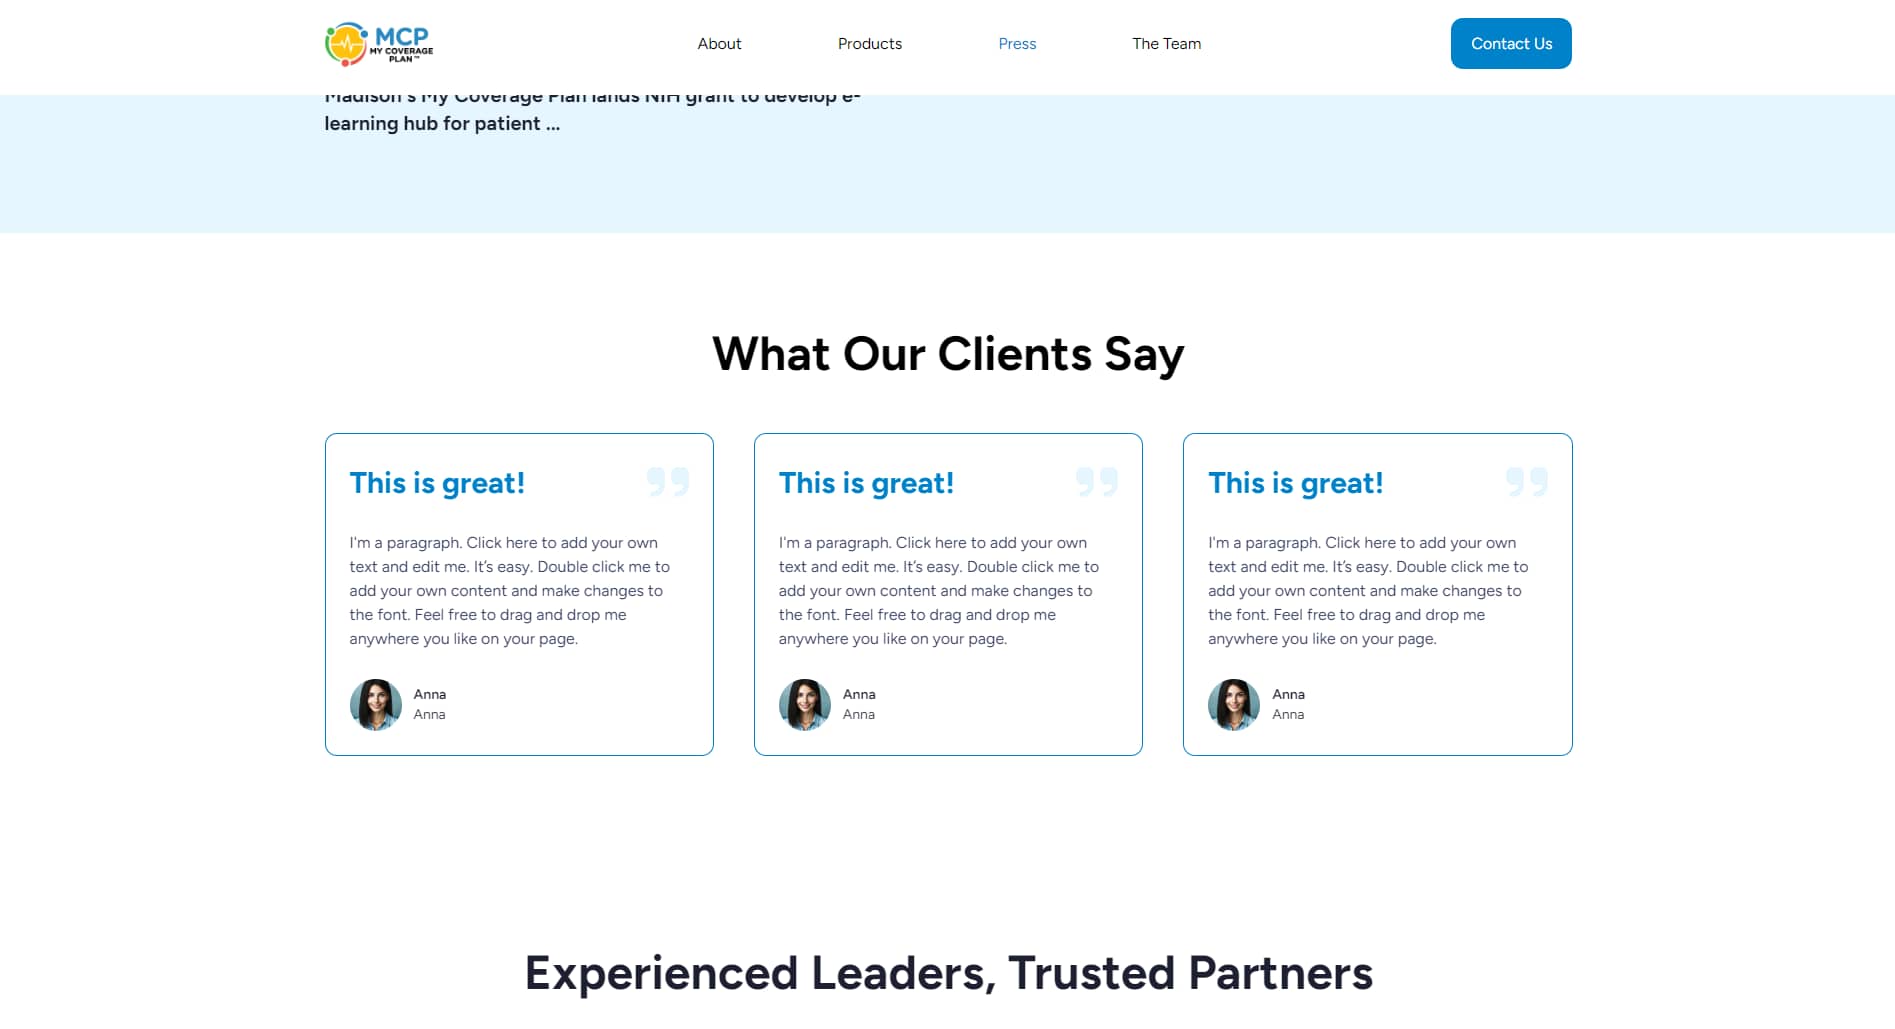 MCP
MY COVERAGE
PLAN™
About
Products
Press
The Team
Contact Us
Madison's My Coverage Plan lands NIH grant to develop e-
learning hub for patient ...
What Our Clients Say
This is great!
I'm a paragraph. Click here to add your own
text and edit me. It's easy. Double click me to
add your own content and make changes to
the font. Feel free to drag and drop me
anywhere you like on your page.
Anna
Anna
This is great!
I'm a paragraph. Click here to add your own
text and edit me. It's easy. Double click me to
add your own content and make changes to
the font. Feel free to drag and drop me
anywhere you like on your page.
Anna
Anna
This is great!
I'm a paragraph. Click here to add your own
text and edit me. It's easy. Double click me to
add your own content and make changes to
the font. Feel free to drag and drop me
anywhere you like on your page.
Anna
Anna
Experienced Leaders, Trusted Partners